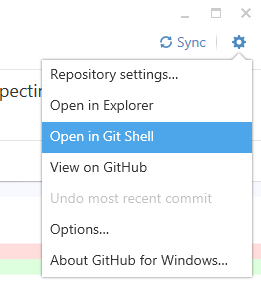 Sync
pectin
Repository settings...
Open in Explorer
Open in Git Shell
View on GitHub
Undo most recent commit
Options...
About GitHub for Windows...